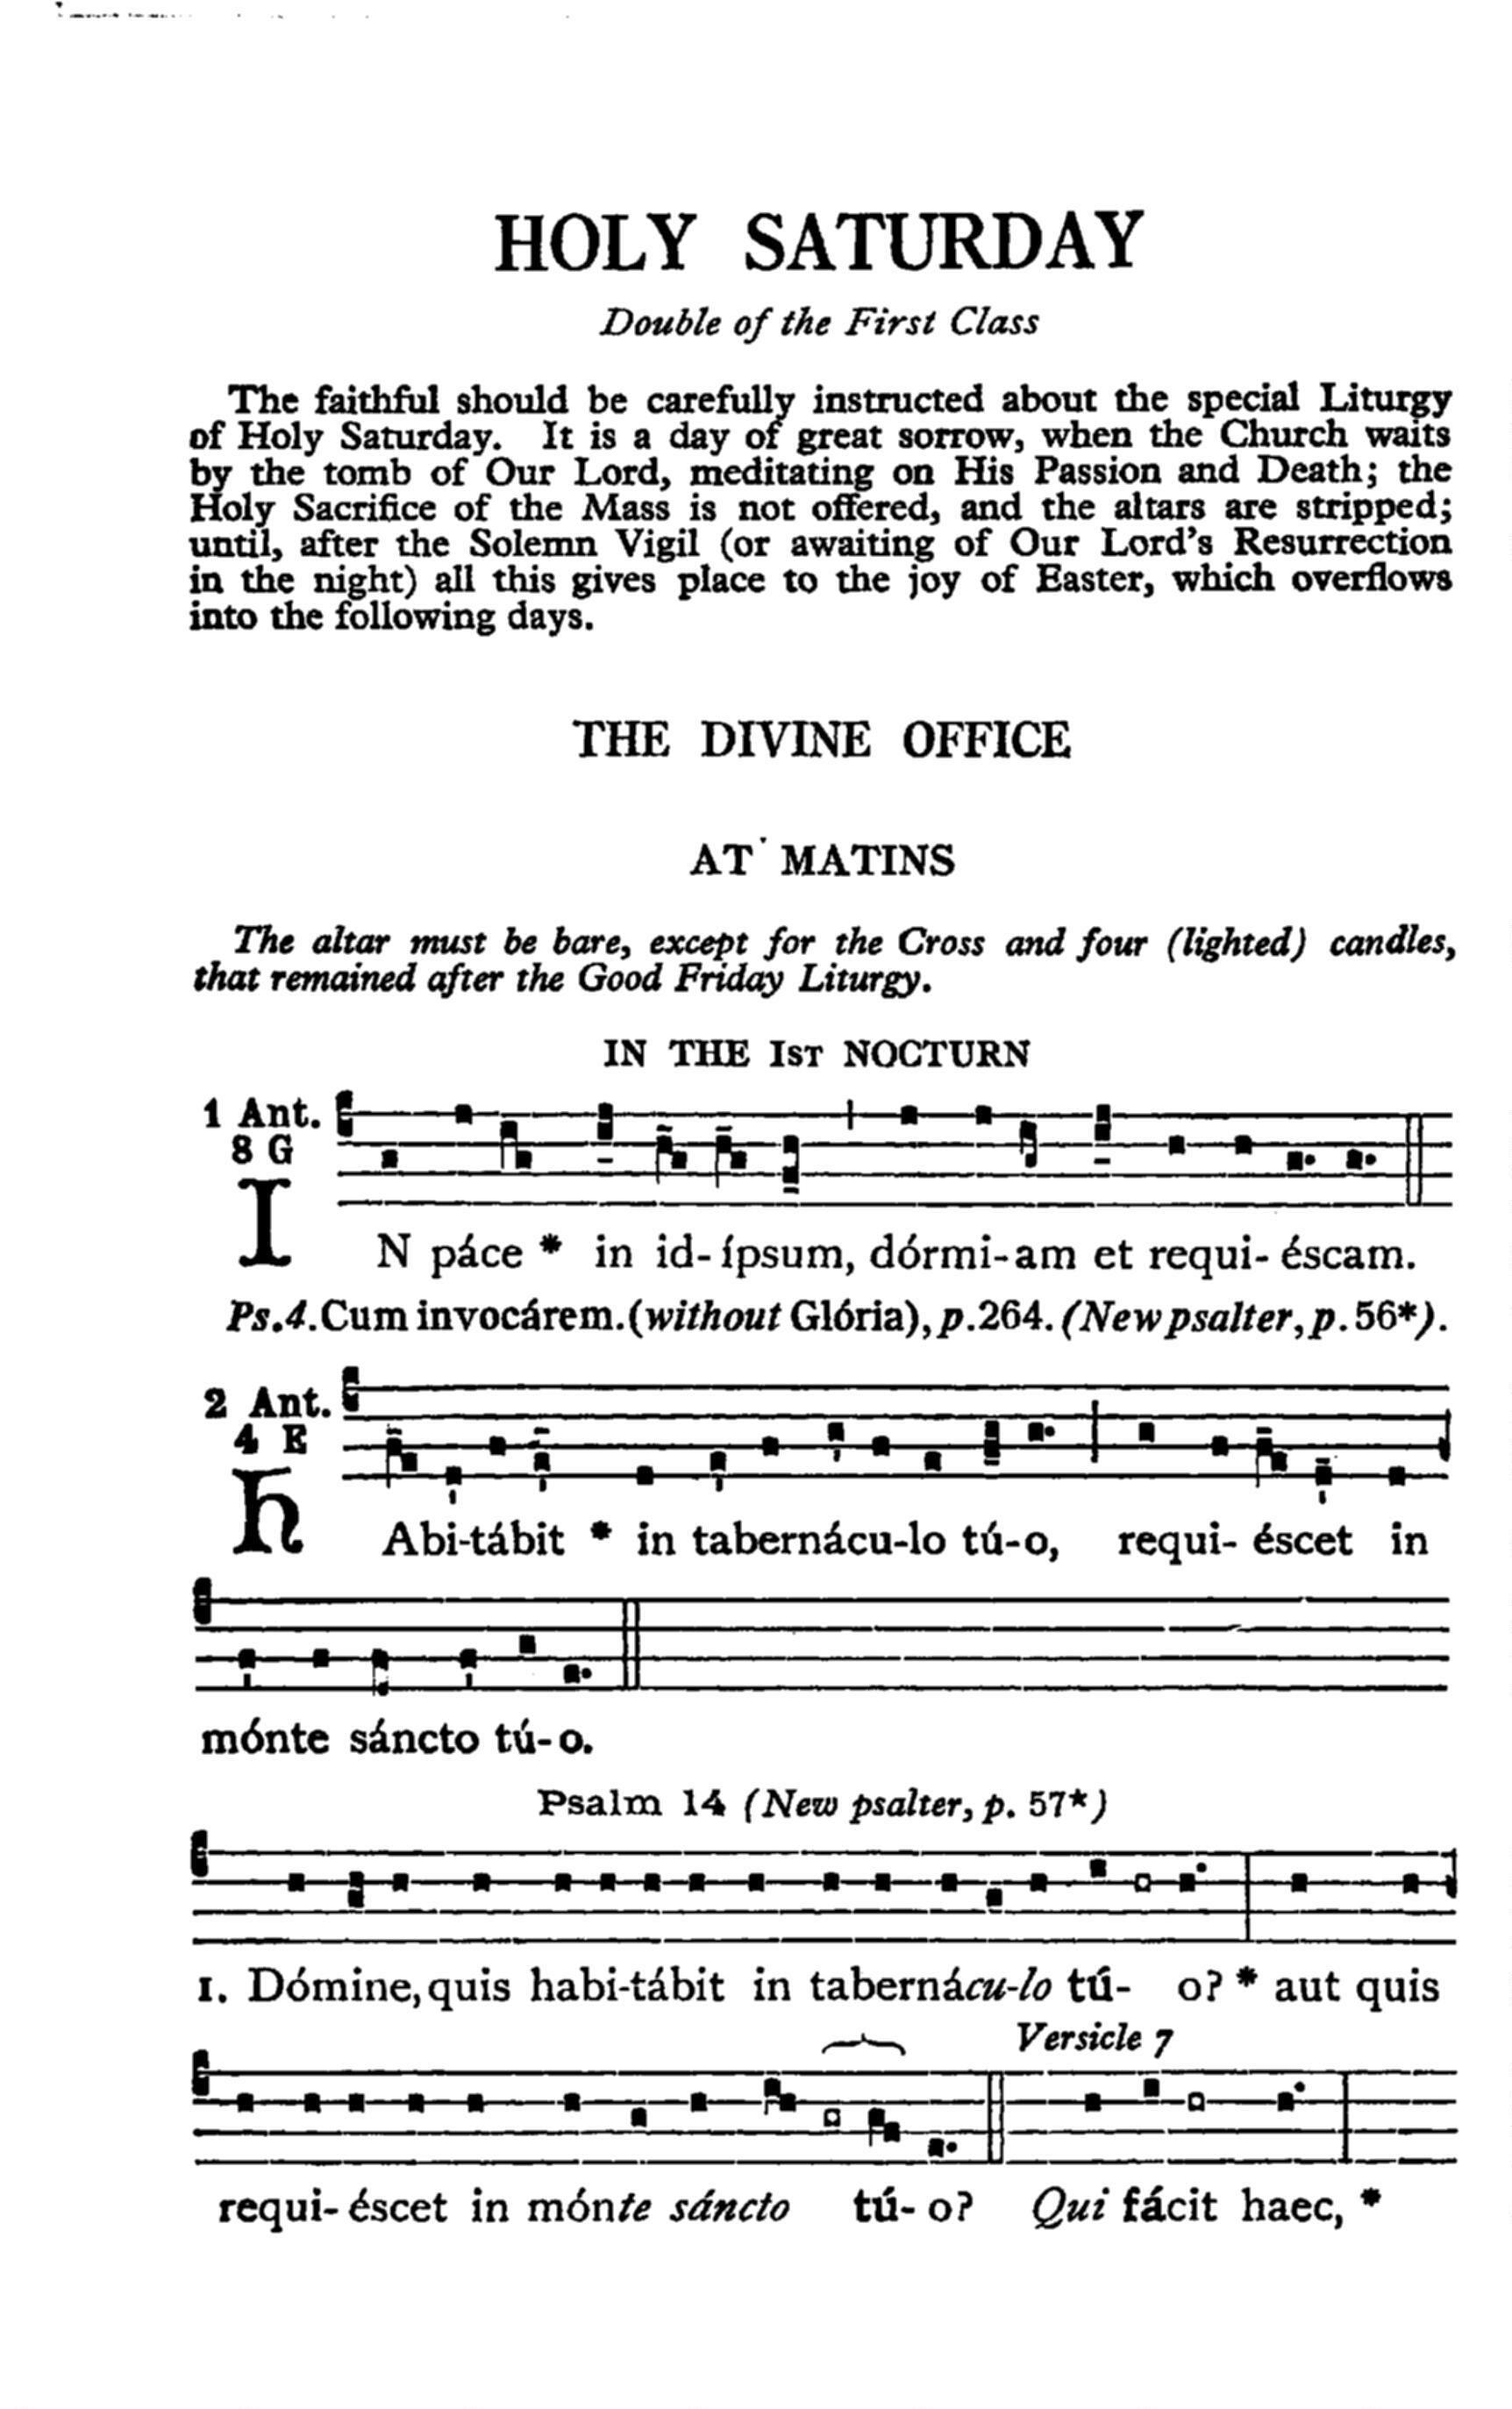 HOLY SATURDAY
Double of the First Class
The faithful should be carefully instructed about the special Liturgy
of Holy Saturday. It is a day of great sorrow, when the Church waits
by the tomb of Our Lord, meditating on His Passion and Death; the
Holy Sacrifice of the Mass is not offered, and the altars are stripped;
until, after the Solemn Vigil (or awaiting of Our Lord's Resurrection
in the night) all this gives place to the joy of Easter, which overflows
into the following days.
THE DIVINE OFFICE
AT MATINS
The altar must be bare, except for the Cross and four (lighted) candles,
that remained after the Good Friday Liturgy.
IN THE IST NOCTURN
1 Ant.
8 G
IN páce * in id-ípsum, dórmi-am et requi-éscam.
Ps.4. Cum invocárem. (without Glória), p.264. (New psalter, p. 56*).
2 Ant.
4 E
hAbi-tábit * in tabernácu-lo tú-o, requi-éscet in
mónte sáncto tú-o.
Psalm 14 (New psalter, p. 57*)
1. Dómine, quis habi-tábit in tabernácu-lo tú- o? * aut quis
Versicle 7
requi-éscet in mónte sáncto tú-o? Qui fácit haec, *